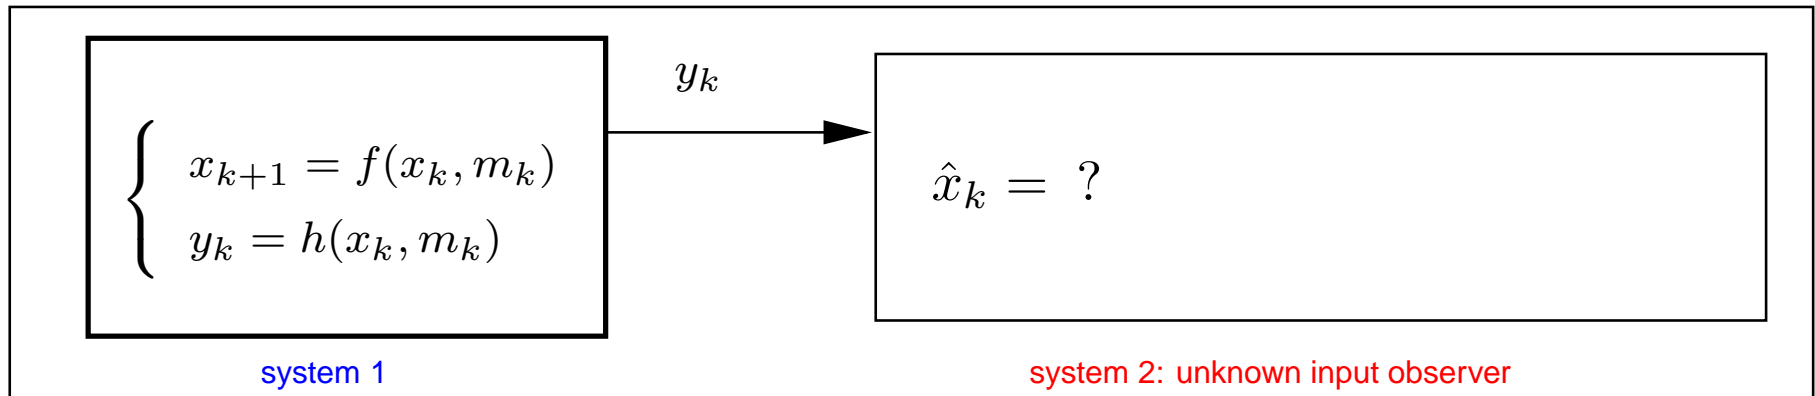 y_k
x_{k+1} = f(x_k, m_k)
y_k = h(x_k, m_k)
x̂_k = ?
system 1
system 2: unknown input observer